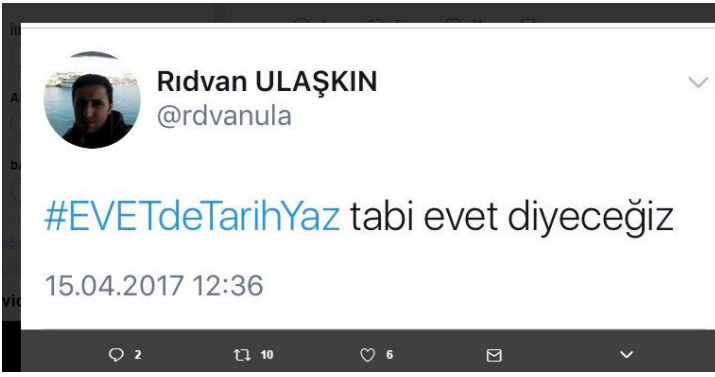 Rıdvan ULAŞKIN
@rdvanula
#EVETdeTarihYaz tabi evet diyeceğiz
15.04.2017 12:36
2 10 6